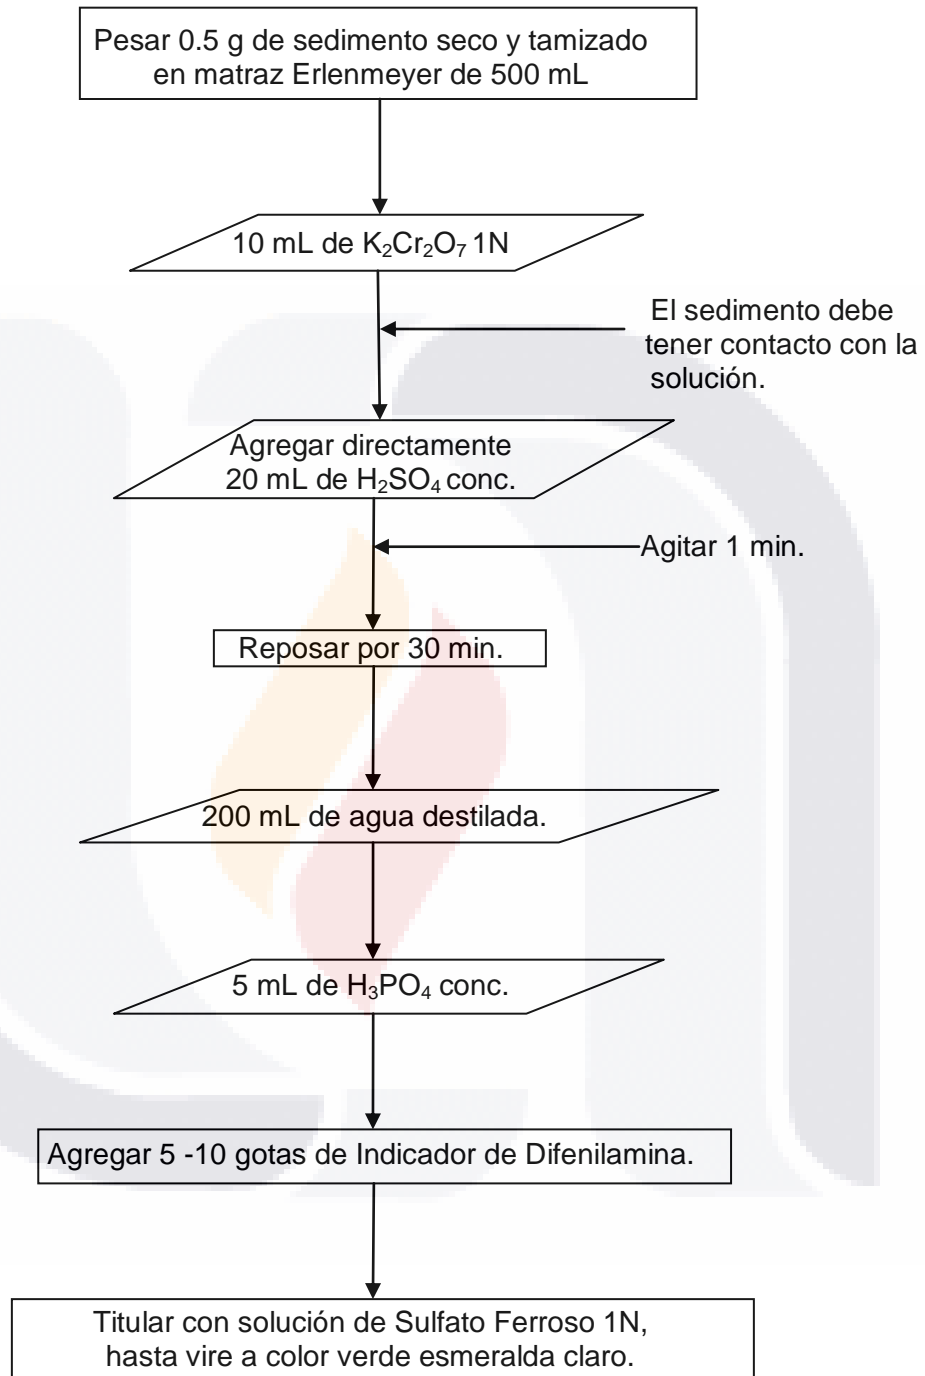 Pesar 0.5 g de sedimento seco y tamizado
en matraz Erlenmeyer de 500 mL
10 mL de K₂Cr₂O₇ 1N
El sedimento debe
tener contacto con la
solución.
Agregar directamente
20 mL de H₂SO₄ conc.
Agitar 1 min.
Reposar por 30 min.
200 mL de agua destilada.
5 mL de H₃PO₄ conc.
Agregar 5 -10 gotas de Indicador de Difenilamina.
Titular con solución de Sulfato Ferroso 1N,
hasta vire a color verde esmeralda claro.